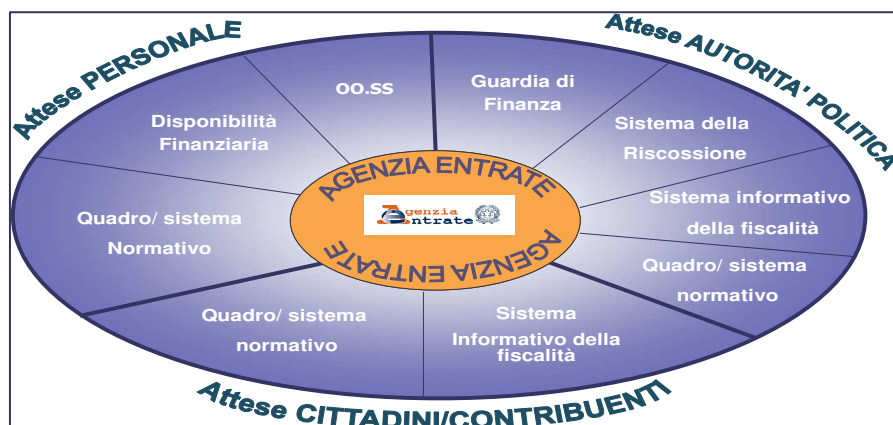 Attese PERSONALE
Attese AUTORITA' POLITICA
OO.SS
Guardia di
Finanza
Disponibilità
Finanziaria
Sistema della
Riscossione
AGENZIA ENTRATE
Quadro/ sistema
Normativo
Agenzia
Entrate
Sistema informativo
della fiscalità
AGENZIA ENTRATE
Quadro/ sistema
normativo
Quadro/ sistema
normativo
Sistema
Informativo della
fiscalità
Attese CITTADINI/CONTRIBUENTI